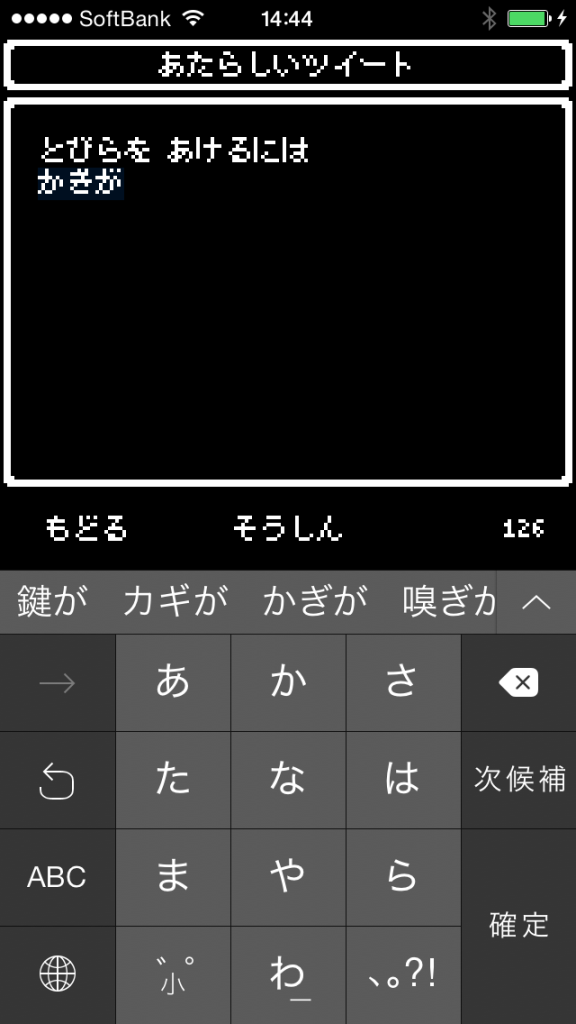 SoftBank 14:44
あたらしいツイート
とびらを あけるには
かぎが
もどる そうしん 126
鍵が カギが かぎが 嗅ぎが
→ あ か さ
た な は 次候補
ABC ま や ら 確定
゛゜小 わ 、。?!